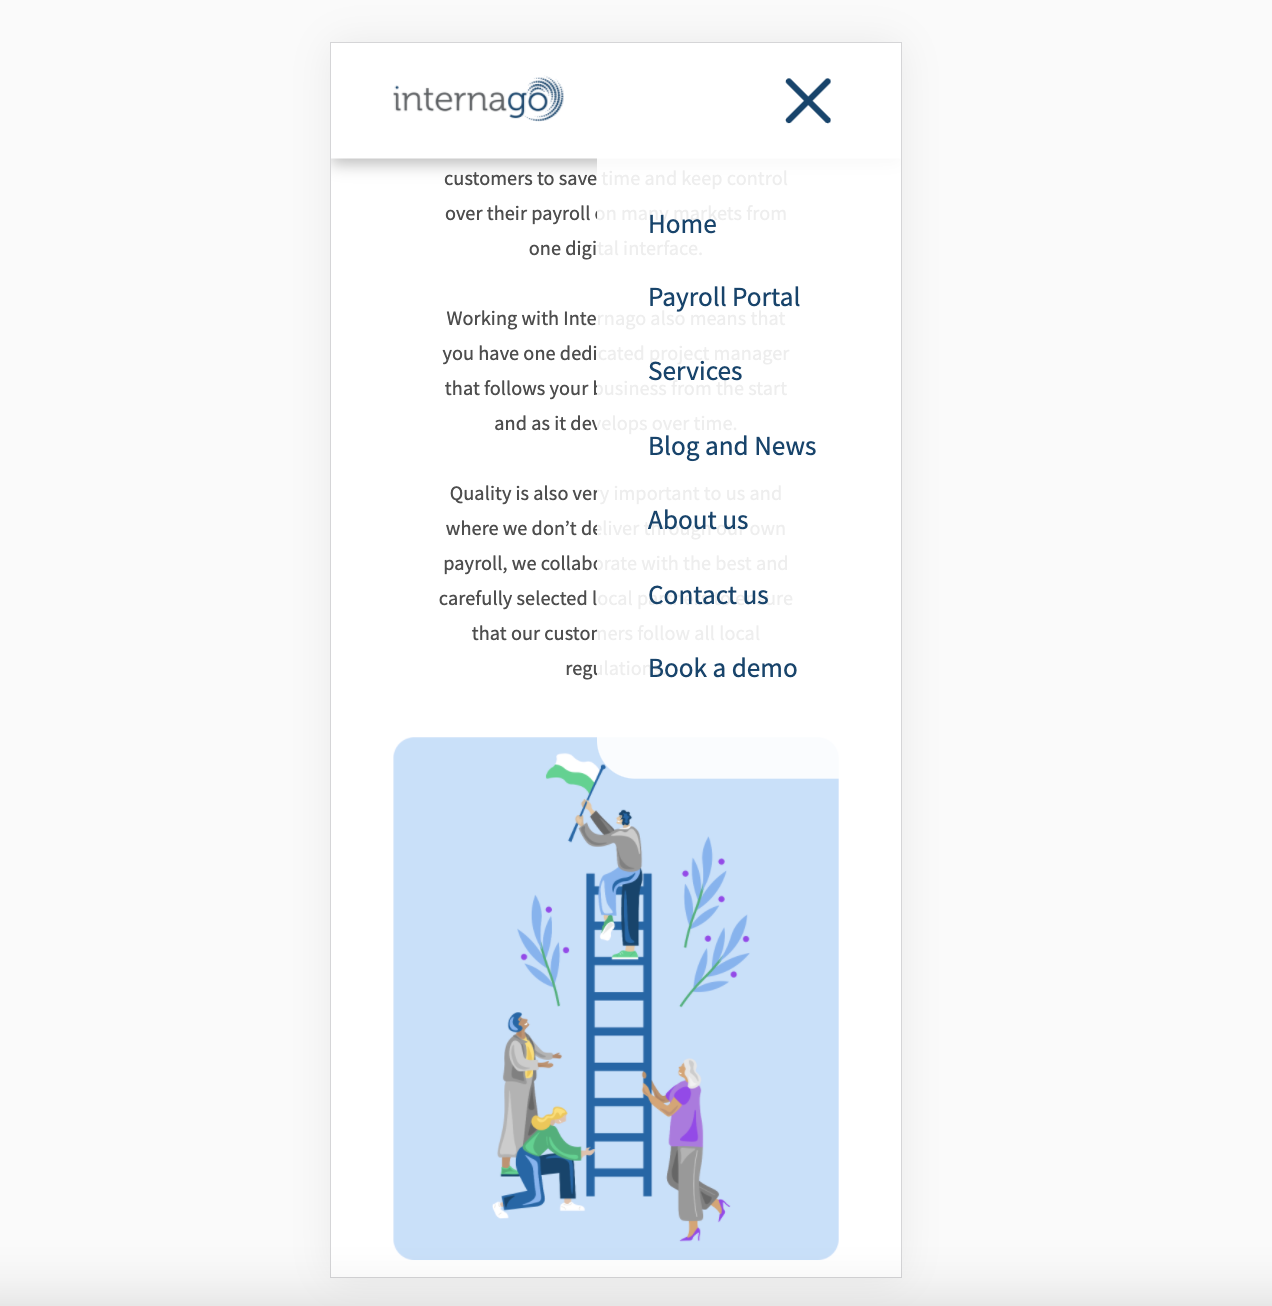 internago
customers to save time and keep control
over their payroll on many markets from
one digital interface.
Working with Internago also means that
you have one dedicated project manager
that follows your business from the start
and as it develops over time.
Quality is also very important to us and
where we don’t deliver through our own
payroll, we collaborate with the best and
carefully selected local
that our customers follow all local
Home
Payroll Portal
Services
Blog and News
About us
Contact us
Book a demo